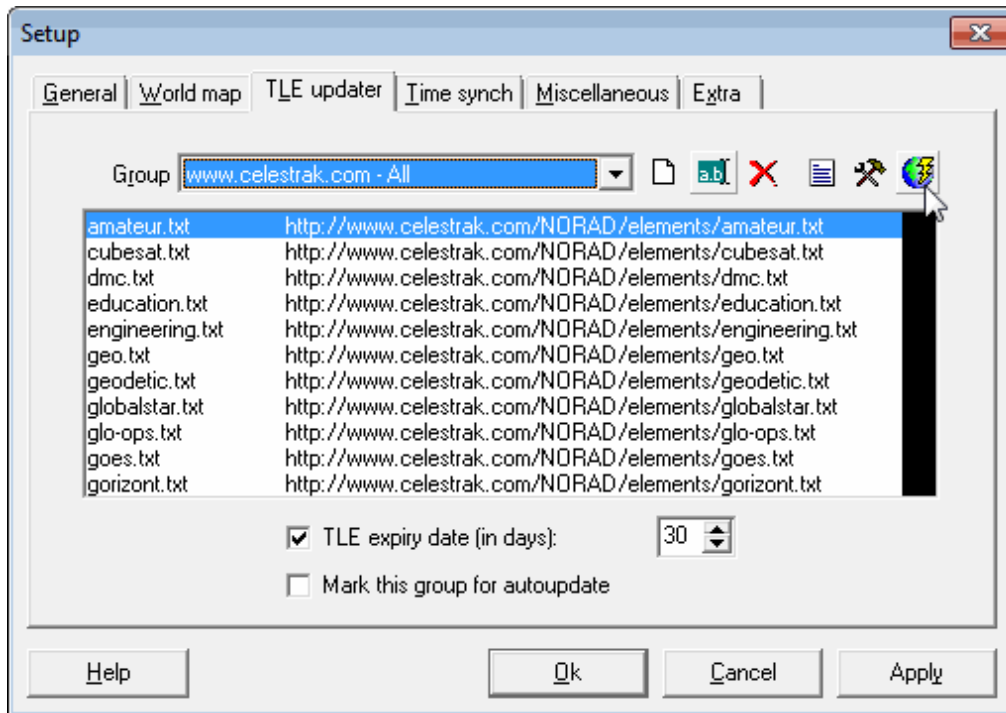 Setup
General World map TLE updater Time synch Miscellaneous Extra
Group www.celestrak.com - All a.b
amateur.txt http://www.celestrak.com/NORAD/elements/amateur.txt
cubesat.txt http://www.celestrak.com/NORAD/elements/cubesat.txt
dmc.txt http://www.celestrak.com/NORAD/elements/dmc.txt
education.txt http://www.celestrak.com/NORAD/elements/education.txt
engineering.txt http://www.celestrak.com/NORAD/elements/engineering.txt
geo.txt http://www.celestrak.com/NORAD/elements/geo.txt
geodetic.txt http://www.celestrak.com/NORAD/elements/geodetic.txt
globalstar.txt http://www.celestrak.com/NORAD/elements/globalstar.txt
glo-ops.txt http://www.celestrak.com/NORAD/elements/glo-ops.txt
goes.txt http://www.celestrak.com/NORAD/elements/goes.txt
gorizont.txt http://www.celestrak.com/NORAD/elements/gorizont.txt
TLE expiry date (in days): 30
Mark this group for autoupdate
Help Ok Cancel Apply